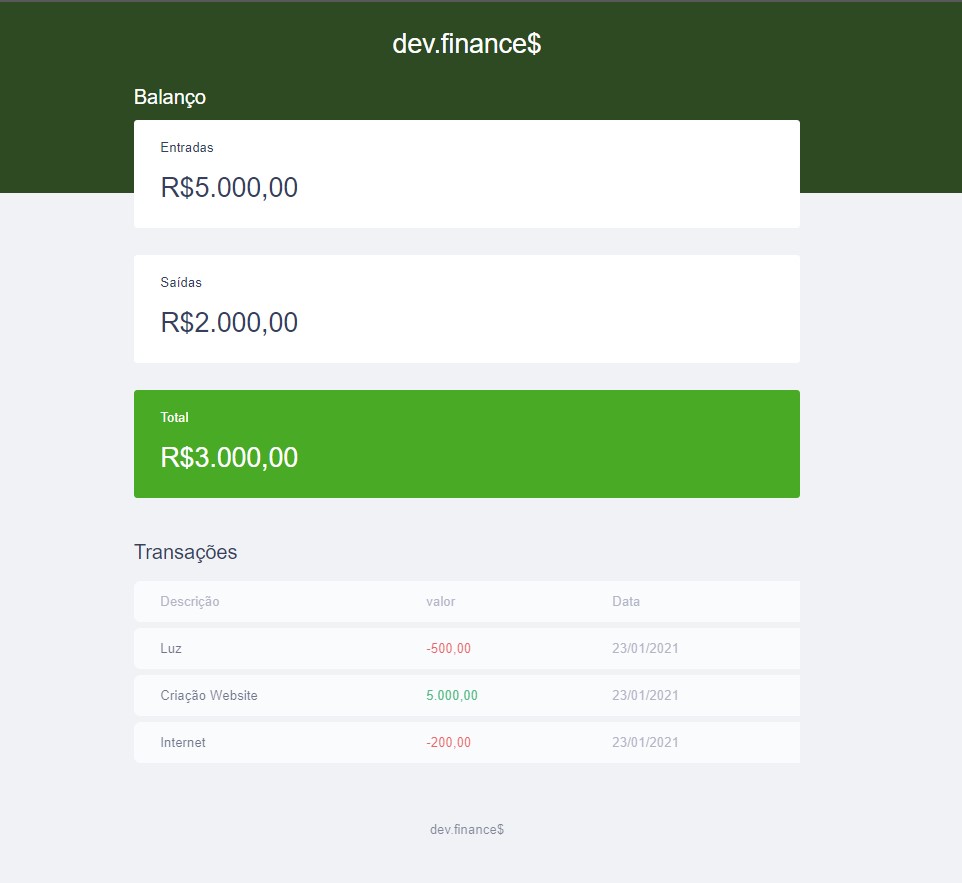 dev.finance$
Balanço
Entradas
R$5.000,00
Saídas
R$2.000,00
Total
R$3.000,00
Transações
Descrição valor Data
Luz -500,00 23/01/2021
Criação Website 5.000,00 23/01/2021
Internet -200,00 23/01/2021
dev.finance$